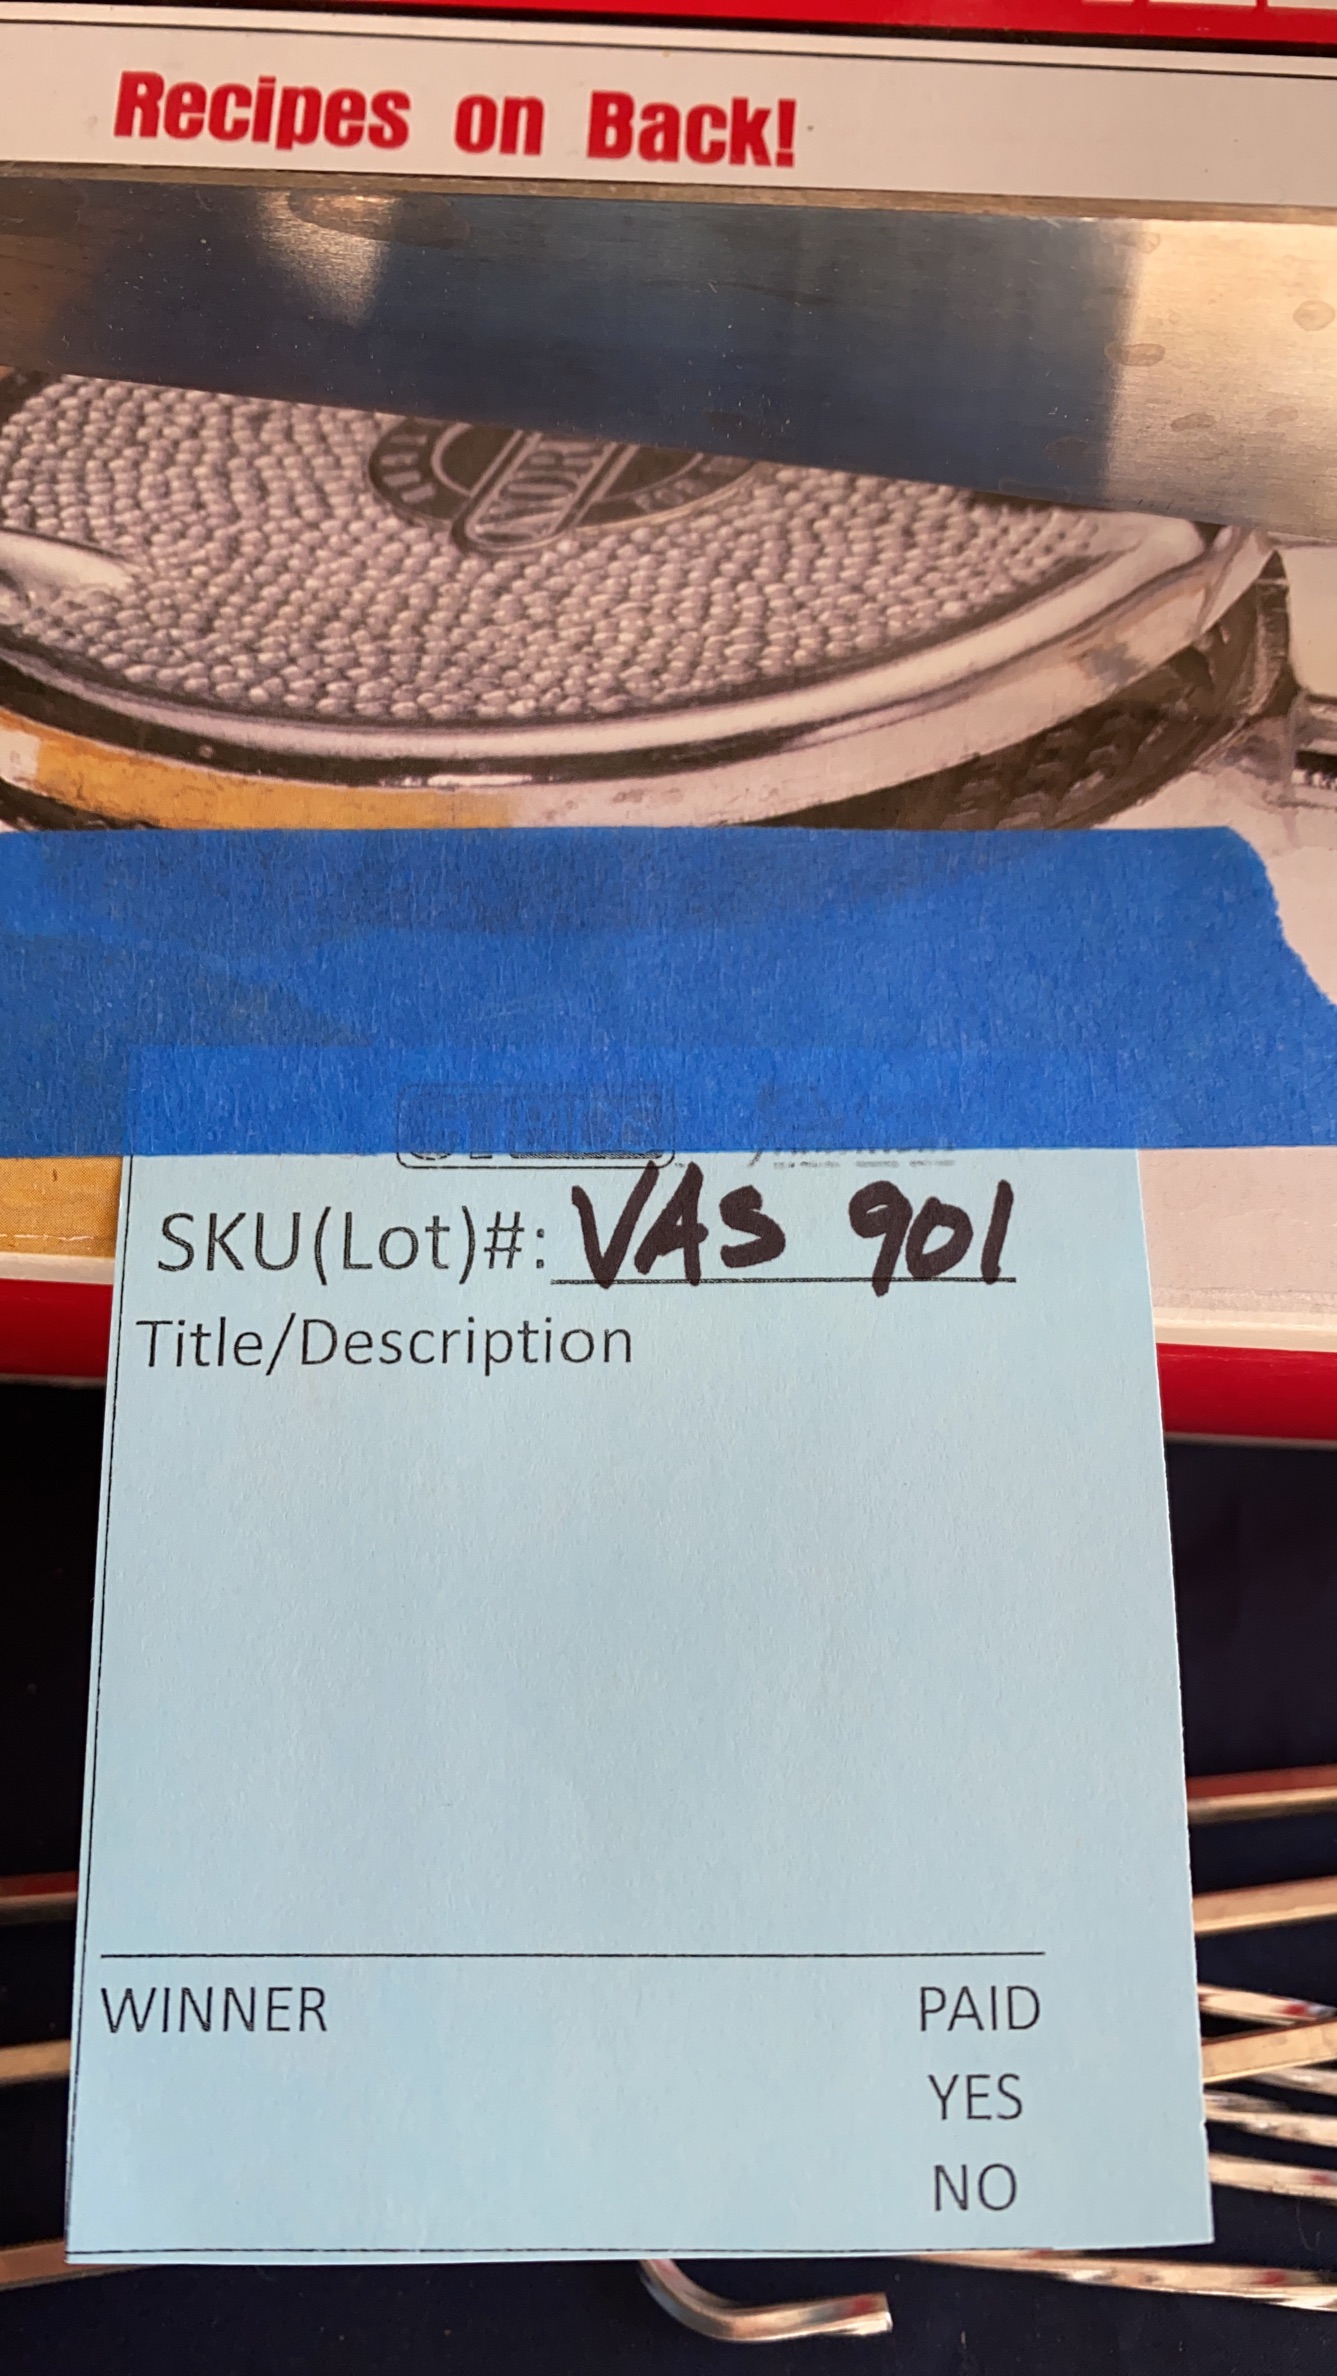 Recipes on Back!
SKU(Lot)#: VAS 901
Title/Description
WINNER PAID
YES
NO